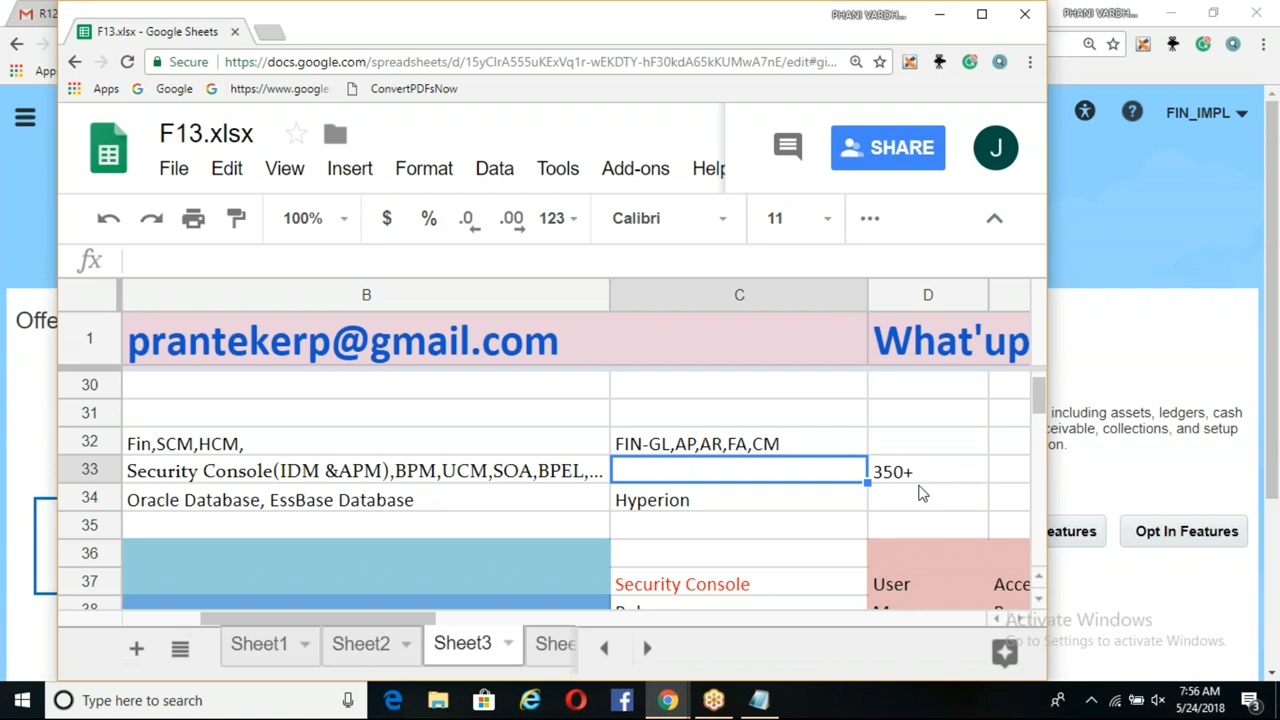 R12
PHANI VARDH...
PHANI VARDH...
F13.xlsx - Google Sheets
Secure
https://docs.google.com/spreadsheets/d/15yClrA555uKExVq1r-wEKDTY-hF30kdA65kKUMwA7nE/edit#gi...
App
Apps
Google
https://www.google
ConvertPDFsNow
F13.xlsx
SHARE
J
FIN_IMPL
File Edit View Insert Format Data Tools Add-ons Help
100% $ % .0 .00 123 Calibri 11
fx
B C D
Offe
1 prantekerp@gmail.com What'up
30
31
including assets, ledgers, cash
32 Fin,SCM,HCM, FIN-GL,AP,AR,FA,CM
ceivable, collections, and setup
on.
33 Security Console(IDM &APM),BPM,UCM,SOA,BPEL,... 350+
34 Oracle Database, EssBase Database Hyperion
35
eatures
Opt In Features
36
37 Security Console User Acce
38
Activate Windows
Go to Settings to activate Windows.
Sheet1 Sheet2 Sheet3 Shee
Type here to search
7:56 AM
5/24/2018
3